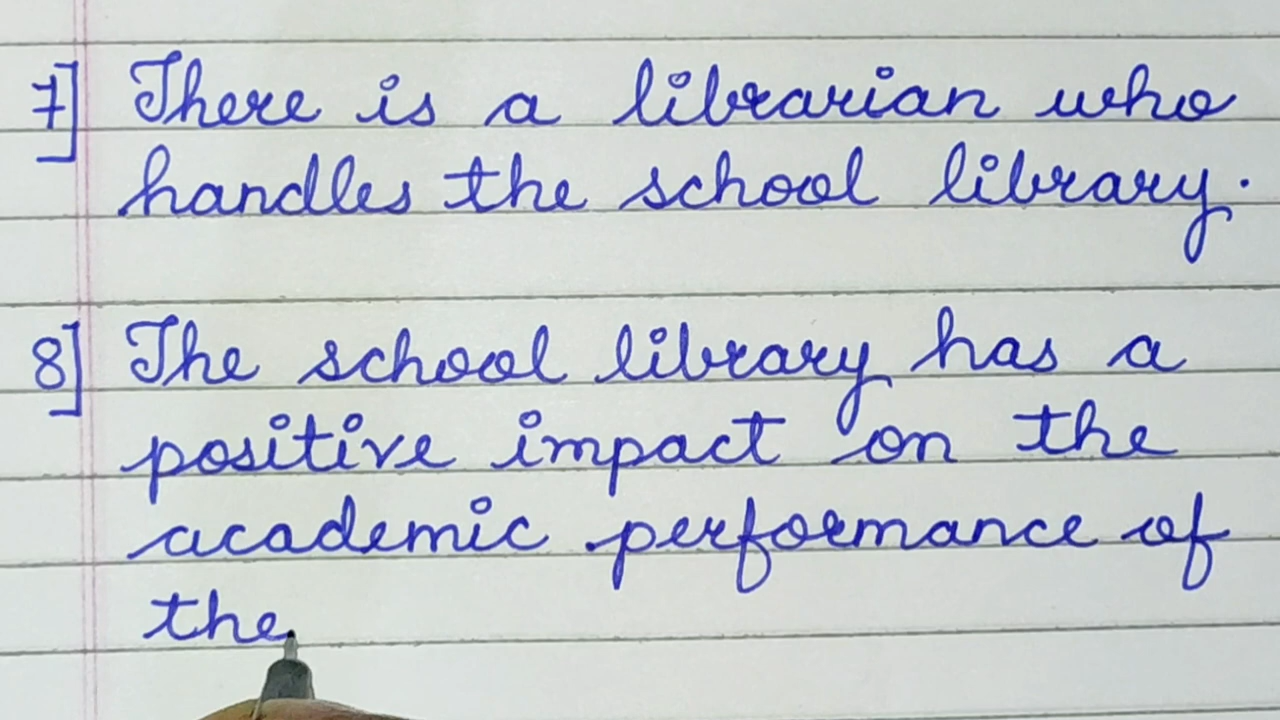 7] There is a librarian who
handles the school library.
8] The school library has a
positive impact on the
academic performance of
the